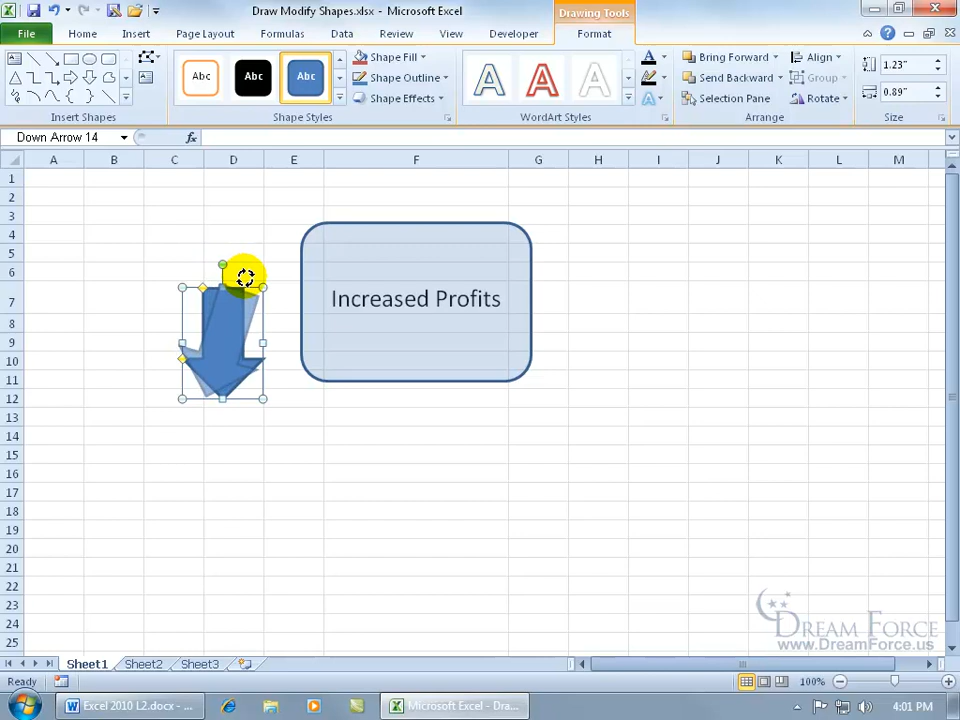 Draw Modify Shapes.xlsx - Microsoft Excel
Drawing Tools
File Home Insert Page Layout Formulas Data Review View Developer Format
Abc Abc Abc
Shape Fill
Shape Outline
Shape Effects
A A A
A
A
Bring Forward
Send Backward
Selection Pane
Align
Group
Rotate
1.23"
0.89"
Insert Shapes Shape Styles WordArt Styles Arrange Size
Down Arrow 14
fx
A B C D E F G H I J K L M
1
2
3
4
5
6
7
8
9
10
11
12
13
14
15
16
17
18
19
20
21
22
23
24
25
Increased Profits
DREAM FORCE
www.DreamForce.us
Sheet1 Sheet2 Sheet3
Ready
100%
Excel 2010 L2.docx - ...
Microsoft Excel - Dra...
4:01 PM